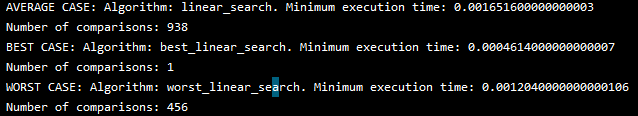 AVERAGE CASE: Algorithm: linear_search. Minimum execution time: 0.001651600000000003
Number of comparisons: 938
BEST CASE: Algorithm: best_linear_search. Minimum execution time: 0.0004614000000000007
Number of comparisons: 1
WORST CASE: Algorithm: worst_linear_search. Minimum execution time: 0.0012040000000000106
Number of comparisons: 456